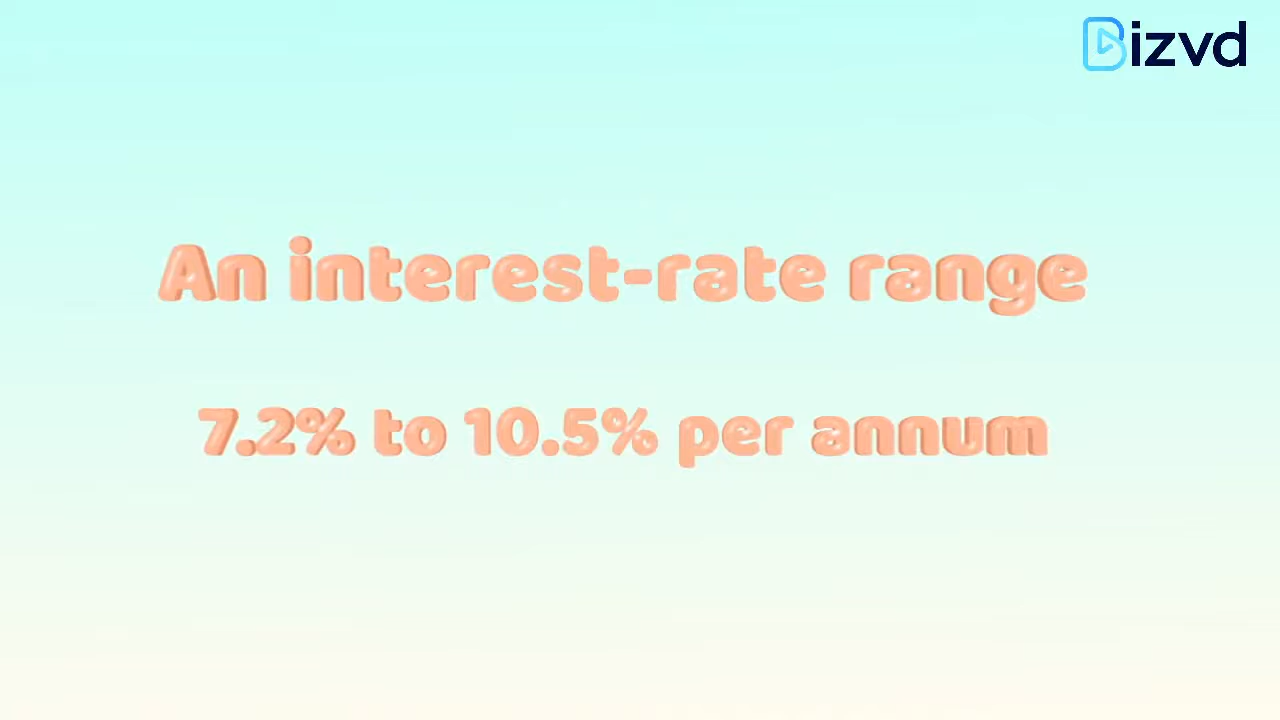 Bizvd
An interest-rate range
7.2% to 10.5% per annum